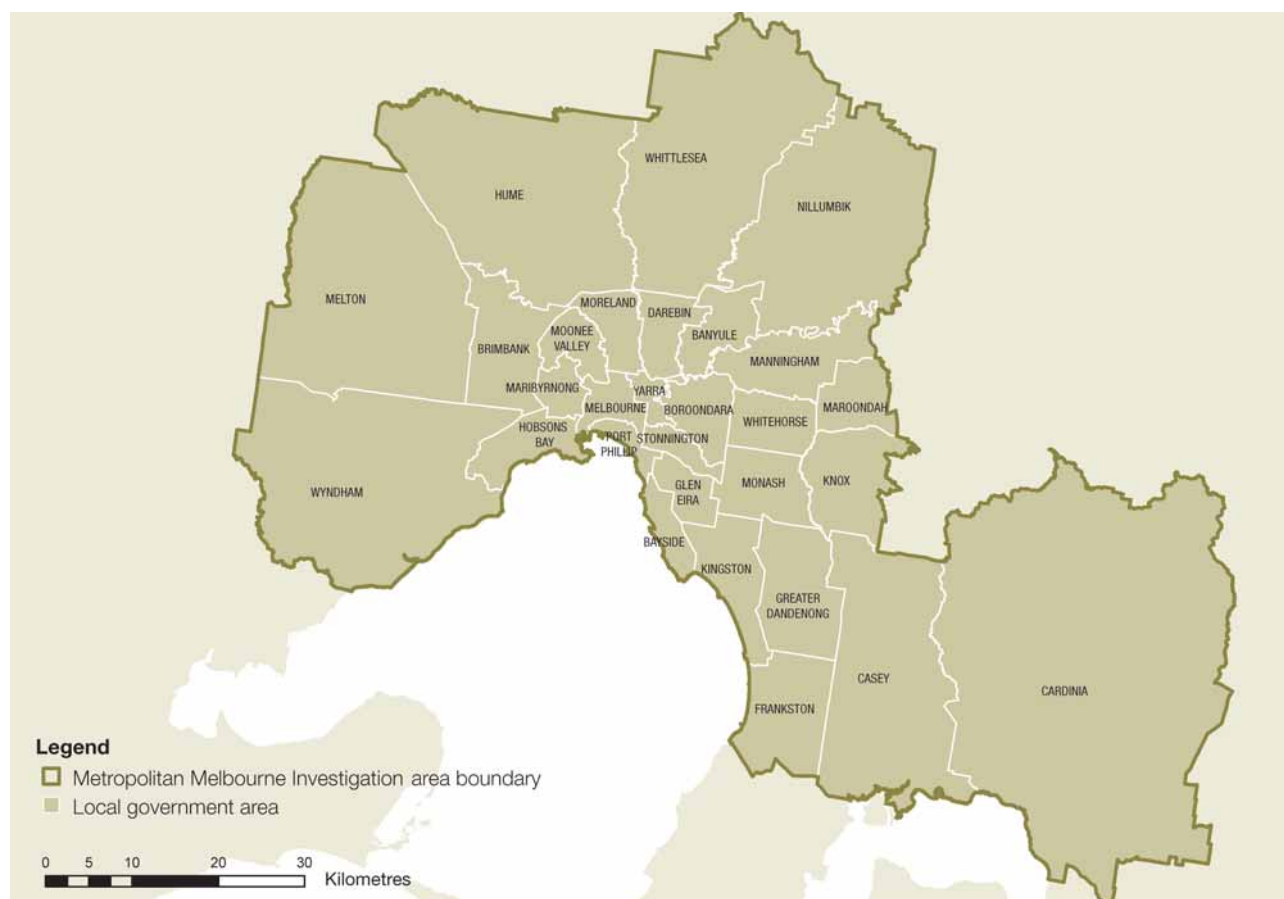 WHITTLESEA
HUME
NILLUMBIK
MELTON
MORELAND
DAREBIN
MOONEE
VALLEY
BANYULE
BRIMBANK
MANNINGHAM
MARIBYRNONG
YARRA
MELBOURNE
BOROONDARA
MAROONDAH
WHITEHORSE
HOBSONS
BAY
PORT
PHILLIP
STONNINGTON
WYNDHAM
GLEN
EIRA
MONASH
KNOX
BAYSIDE
KINGSTON
GREATER
DANDENONG
CASEY
CARDINIA
FRANKSTON
Legend
Metropolitan Melbourne Investigation area boundary
Local government area
0 5 10 20 30
Kilometres